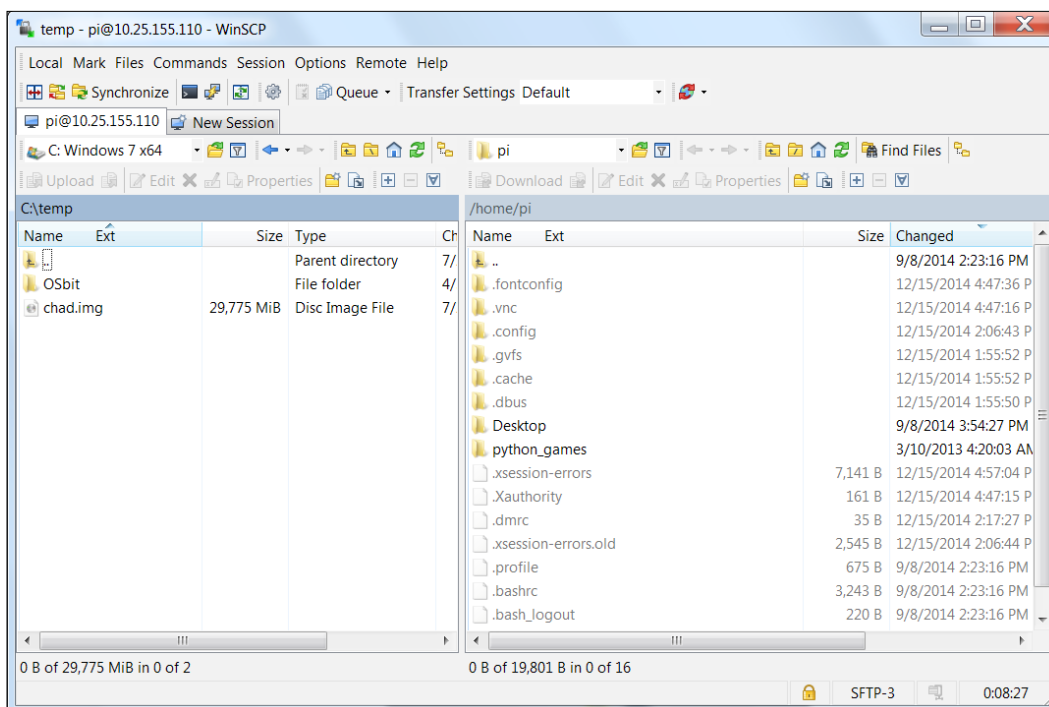 temp - pi@10.25.155.110 - WinSCP
Local Mark Files Commands Session Options Remote Help
Synchronize Queue Transfer Settings Default
pi@10.25.155.110 New Session
C: Windows 7 x64 pi Find Files
Upload Edit Properties Download Edit Properties
C:\temp /home/pi
Name Ext Size Type Ch Name Ext Size Changed
.. Parent directory 7/ .. 9/8/2014 2:23:16 PM
OSbit File folder 4/ .fontconfig 12/15/2014 4:47:36 P
chad.img 29,775 MiB Disc Image File 7/ .vnc 12/15/2014 4:47:16 P
.config 12/15/2014 2:06:43 P
.gvfs 12/15/2014 1:55:52 P
.cache 12/15/2014 1:55:52 P
.dbus 12/15/2014 1:55:50 P
Desktop 9/8/2014 3:54:27 PM
python_games 3/10/2013 4:20:03 AM
.xsession-errors 7,141 B 12/15/2014 4:57:04 P
.Xauthority 161 B 12/15/2014 4:47:15 P
.dmrc 35 B 12/15/2014 2:17:27 P
.xsession-errors.old 2,545 B 12/15/2014 2:06:44 P
.profile 675 B 9/8/2014 2:23:16 PM
.bashrc 3,243 B 9/8/2014 2:23:16 PM
.bash_logout 220 B 9/8/2014 2:23:16 PM
0 B of 29,775 MiB in 0 of 2 0 B of 19,801 B in 0 of 16
SFTP-3 0:08:27